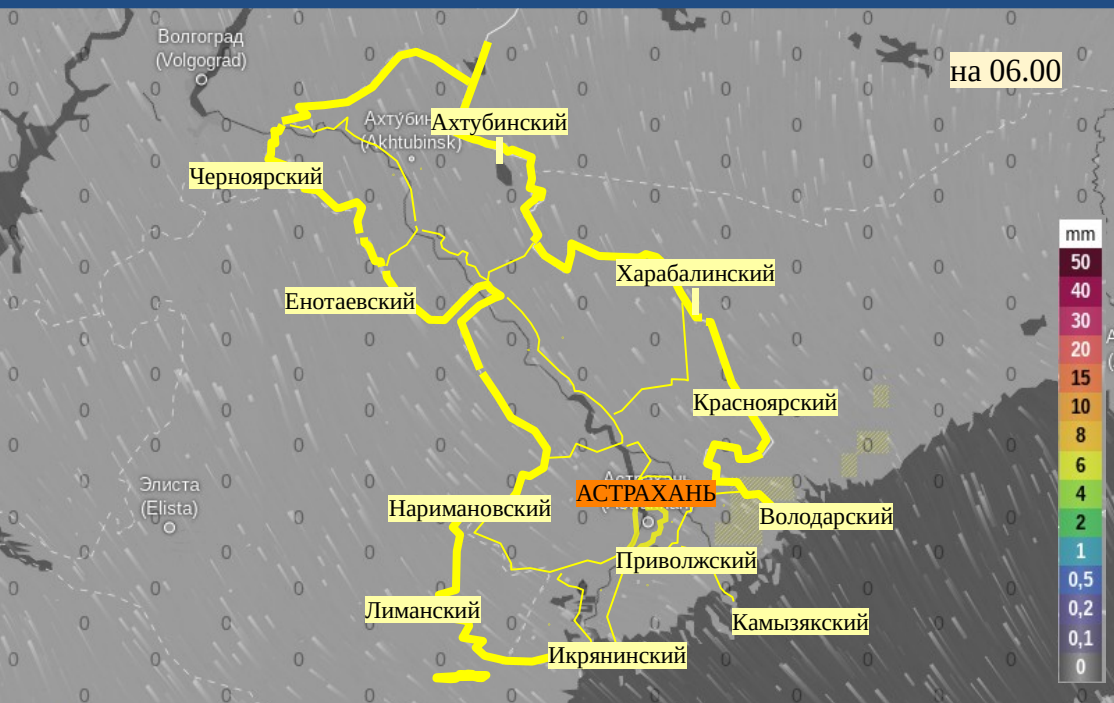 Волгоград
(Volgograd)
на 06.00
Ахтубинский
(Akhtubinsk)
Черноярский
mm
50
40
30
20
15
10
8
6
4
2
1
0,5
0,2
0,1
0
Харабалинский
Енотаевский
Красноярский
Элиста
(Elista)
АСТРАХАНЬ
Наримановский
Володарский
Приволжский
Лиманский
Камызякский
Икрянинский